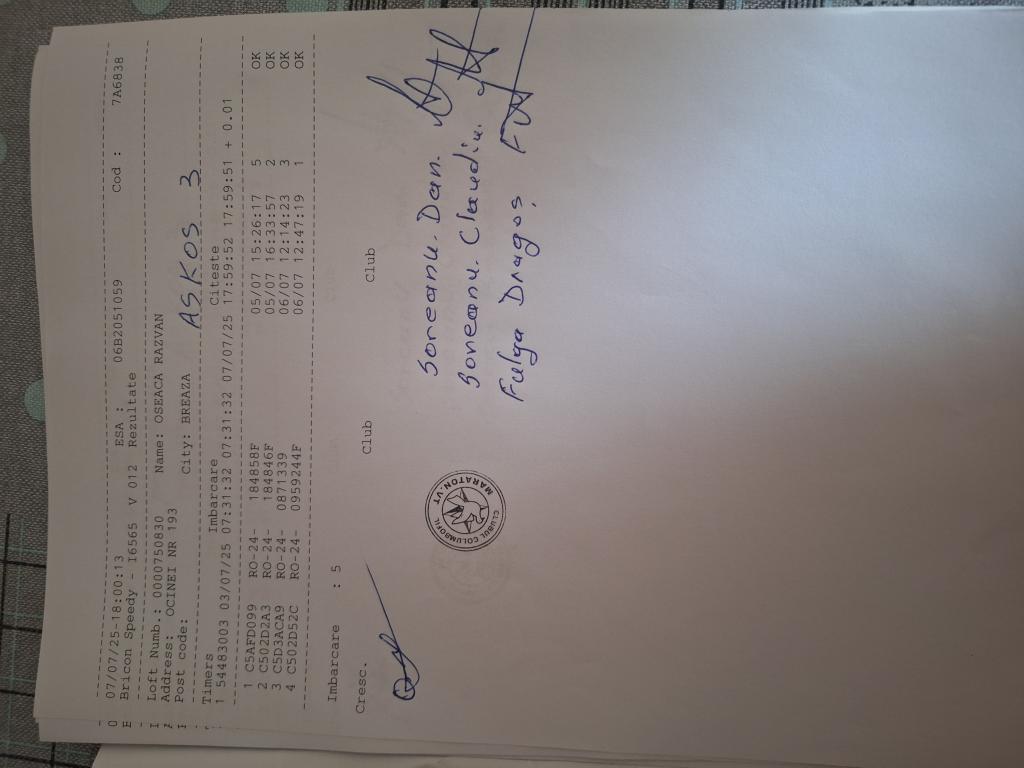 07/07/25-18:00:13 ESA : 06B2051059 Cod : 7A6838
Bricon Speedy - I6565 V 012 Rezultate
Loft Numb.: 0000750830 Name: OSEACA RAZVAN
Address: OCINEI NR 193 City: BREAZA
Post code: ASKOS 3
Timers Imbarcare Citeste
1 54483003 03/07/25 07:31:32 07:31:32 07/07/25 17:59:52 17:59:51 + 0.01
1 C5AFD099 RO-24- 184858F 05/07 15:26:17 5 OK
2 C502D2A3 RO-24- 184846F 05/07 16:33:57 2 OK
3 C5D3ACA9 RO-24- 0871339 06/07 12:14:23 3 OK
4 C502D52C RO-24- 0959244F 06/07 12:47:19 1 OK
Imbarcare : 5
Cresc. Club Club
Soreanu Dan.
Soreanu Claudiu.
Fulga Dragos.
CLUBUL COLUMBOFIL
MARATON.VT